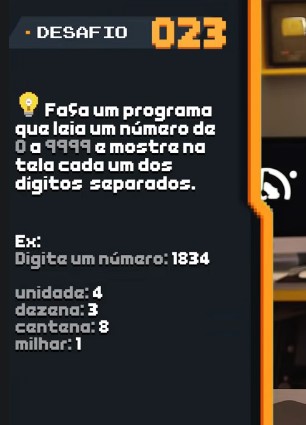 DESAFIO 023
Faça um programa
que leia um número de
0 a 9999 e mostre na
tela cada um dos
dígitos separados.
Ex:
Digite um número: 1834
unidade: 4
dezena: 3
centena: 8
milhar: 1